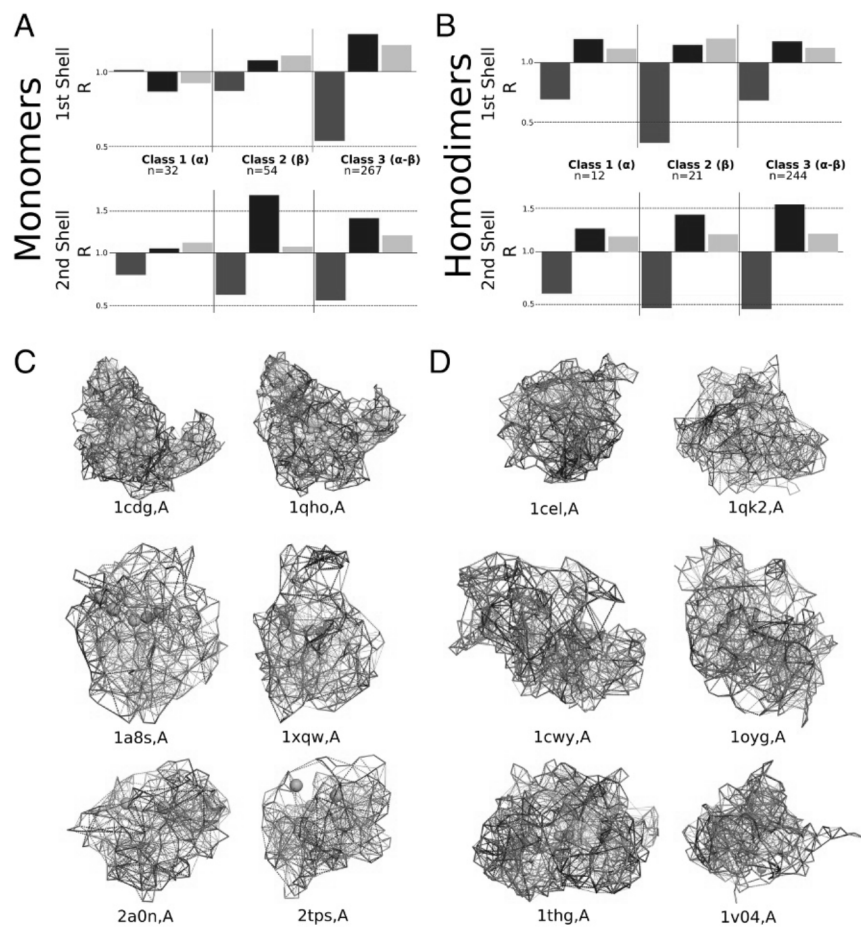 A
Monomers
1st Shell
R
1.0
0.5
Class 1 (α)
n=32
Class 2 (β)
n=54
Class 3 (α-β)
n=267
2nd Shell
R
1.5
1.0
0.5
B
Homodimers
1st Shell
R
1.0
0.5
Class 1 (α)
n=12
Class 2 (β)
n=21
Class 3 (α-β)
n=244
2nd Shell
R
1.5
1.0
0.5
C
1cdg,A
1qho,A
1a8s,A
1xqw,A
2a0n,A
2tps,A
D
1cel,A
1qk2,A
1cwy,A
1oyg,A
1thg,A
1v04,A